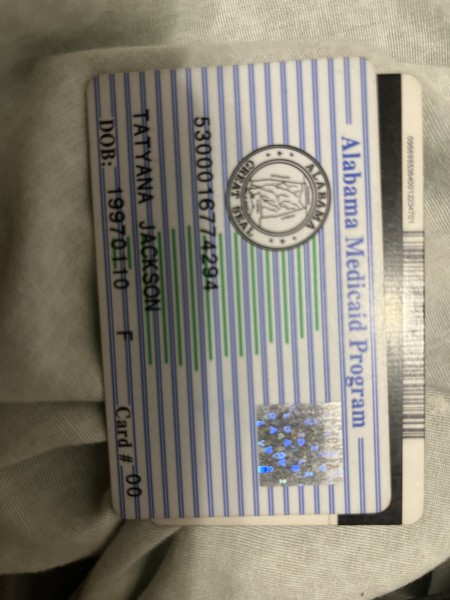 Alabama Medicaid Program
ALABAMA
GREAT SEAL
5300016774294
TATYANA JACKSON
DOB: 19970110 F Card # 00